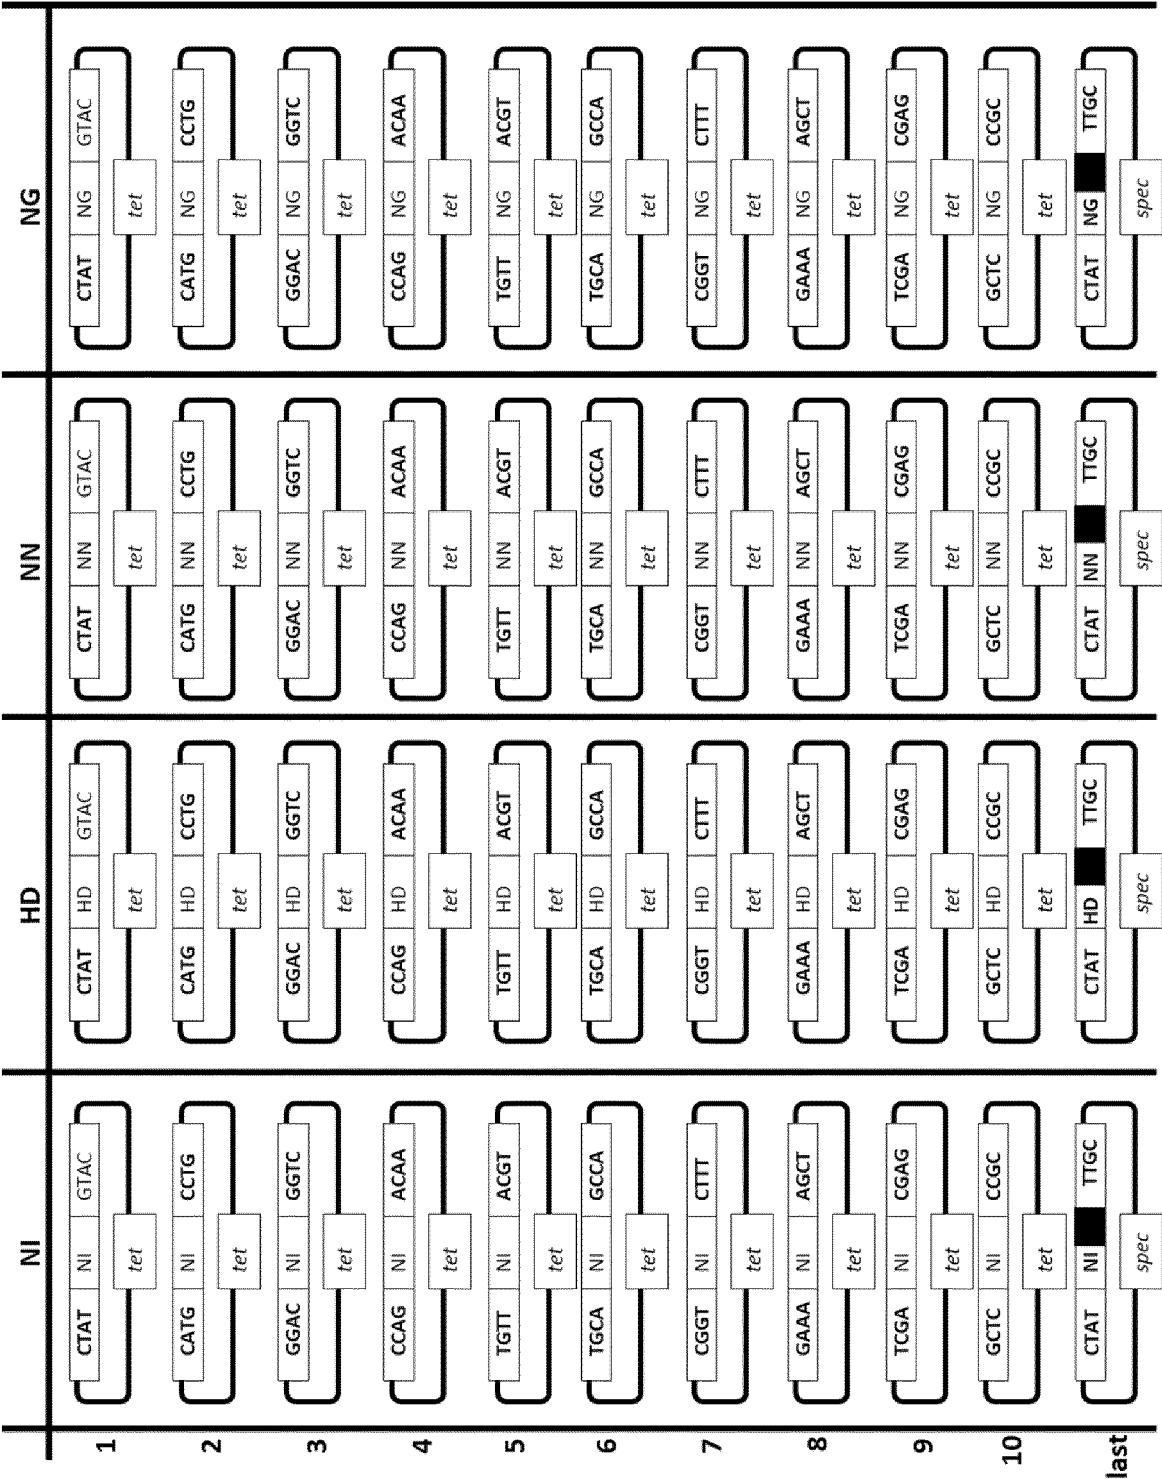 NI HD NN NG
1 CTAT NI GTAC CTAT HD GTAC CTAT NN GTAC CTAT NG GTAC
tet tet tet tet
2 CATG NI CCTG CATG HD CCTG CATG NN CCTG CATG NG CCTG
tet tet tet tet
3 GGAC NI GGTC GGAC HD GGTC GGAC NN GGTC GGAC NG GGTC
tet tet tet tet
4 CCAG NI ACAA CCAG HD ACAA CCAG NN ACAA CCAG NG ACAA
tet tet tet tet
5 TGTT NI ACGT TGTT HD ACGT TGTT NN ACGT TGTT NG ACGT
tet tet tet tet
6 TGCA NI GCCA TGCA HD GCCA TGCA NN GCCA TGCA NG GCCA
tet tet tet tet
7 CGGT NI CTTT CGGT HD CTTT CGGT NN CTTT CGGT NG CTTT
tet tet tet tet
8 GAAA NI AGCT GAAA HD AGCT GAAA NN AGCT GAAA NG AGCT
tet tet tet tet
9 TCGA NI CGAG TCGA HD CGAG TCGA NN CGAG TCGA NG CGAG
tet tet tet tet
10 GCTC NI CCGC GCTC HD CCGC GCTC NN CCGC GCTC NG CCGC
tet tet tet tet
last CTAT NI TTGC CTAT HD TTGC CTAT NN TTGC CTAT NG TTGC
spec spec spec spec